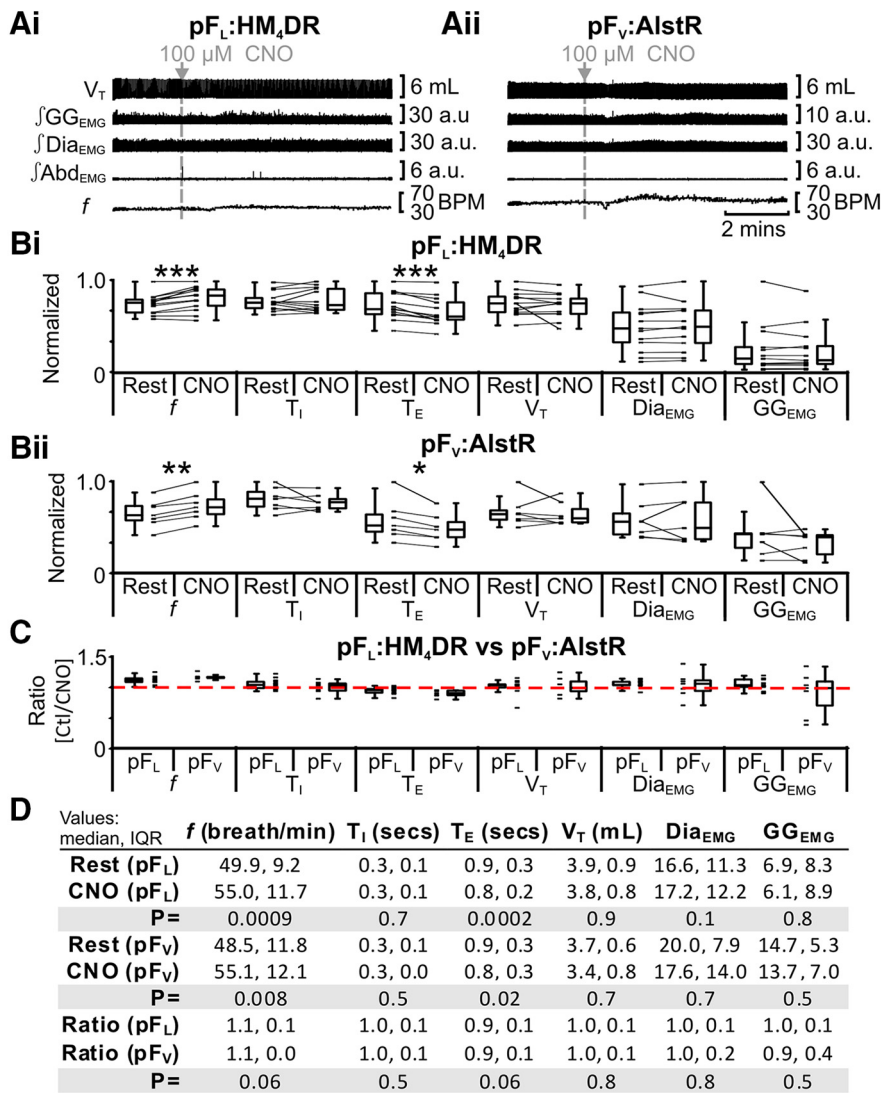 Ai
pFL:HM4DR
Aii
pFV:AlstR
100 µM CNO
100 µM CNO
VT
6 mL
6 mL
∫GGEMG
30 a.u
10 a.u.
∫DiaEMG
30 a.u.
30 a.u.
∫AbdEMG
6 a.u.
6 a.u.
f
70
30
BPM
70
30
BPM
2 mins
Bi
pFL:HM4DR
Normalized
1.0
0
*** ***
Rest CNO Rest CNO Rest CNO Rest CNO Rest CNO Rest CNO
f TI TE VT DiaEMG GGEMG
Bii
pFV:AlstR
Normalized
1.0
0
** *
Rest CNO Rest CNO Rest CNO Rest CNO Rest CNO Rest CNO
f TI TE VT DiaEMG GGEMG
C
pFL:HM4DR vs pFV:AlstR
Ratio
[Ctl/CNO]
1.5
1.0
0
pFL pFV pFL pFV pFL pFV pFL pFV pFL pFV pFL pFV
f TI TE VT DiaEMG GGEMG
D
Values:
median, IQR
f (breath/min) TI (secs) TE (secs) VT (mL) DiaEMG GGEMG
Rest (pFL) 49.9, 9.2 0.3, 0.1 0.9, 0.3 3.9, 0.9 16.6, 11.3 6.9, 8.3
CNO (pFL) 55.0, 11.7 0.3, 0.1 0.8, 0.2 3.8, 0.8 17.2, 12.2 6.1, 8.9
P= 0.0009 0.7 0.0002 0.9 0.1 0.8
Rest (pFV) 48.5, 11.8 0.3, 0.1 0.9, 0.3 3.7, 0.6 20.0, 7.9 14.7, 5.3
CNO (pFV) 55.1, 12.1 0.3, 0.0 0.8, 0.3 3.4, 0.8 17.6, 14.0 13.7, 7.0
P= 0.008 0.5 0.02 0.7 0.7 0.5
Ratio (pFL) 1.1, 0.1 1.0, 0.1 0.9, 0.1 1.0, 0.1 1.0, 0.1 1.0, 0.1
Ratio (pFV) 1.1, 0.0 1.0, 0.1 0.9, 0.1 1.0, 0.1 1.0, 0.2 0.9, 0.4
P= 0.06 0.5 0.06 0.8 0.8 0.5